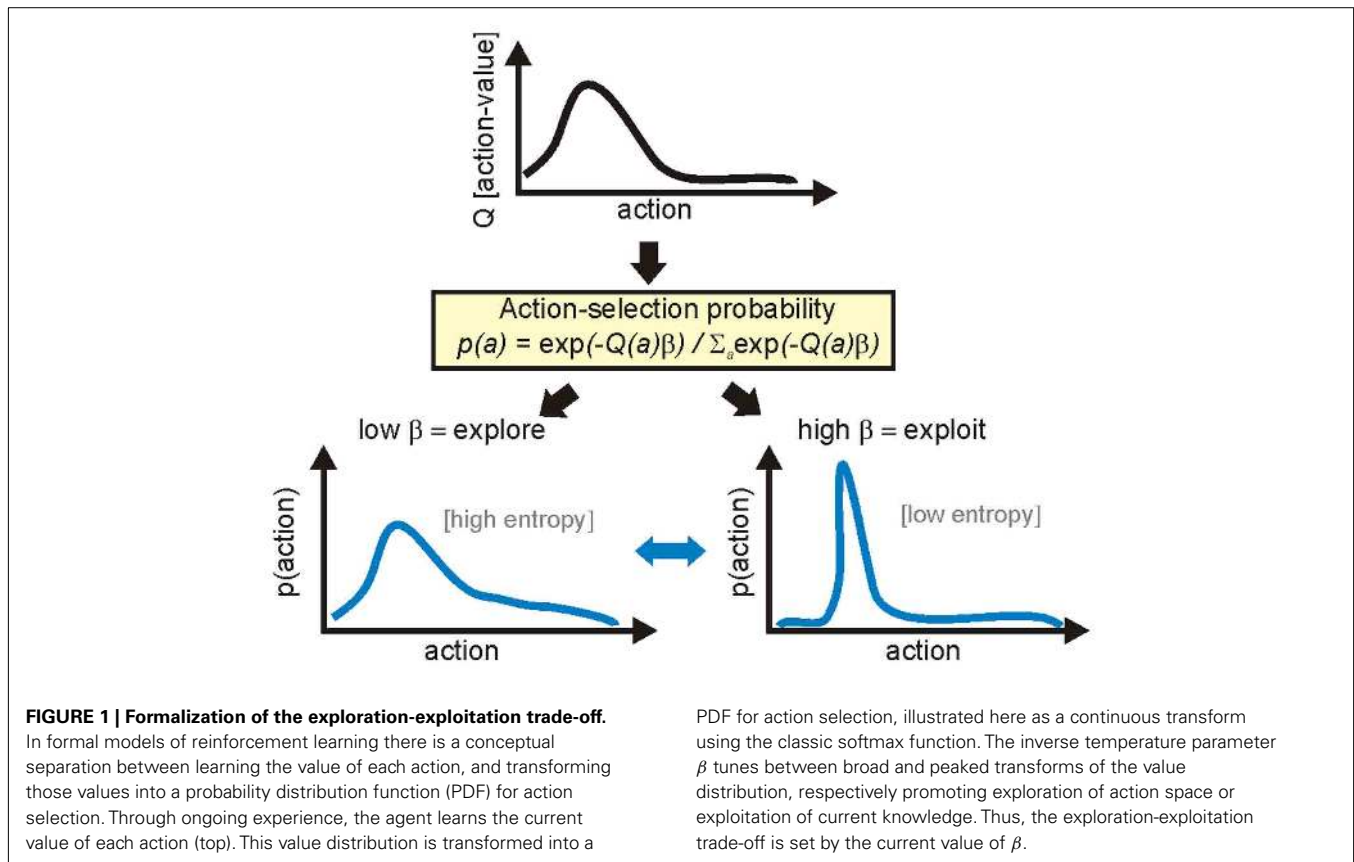 Q [action-value]
action
Action-selection probability
p(a) = exp(-Q(a)β) / Σₐexp(-Q(a)β)
low β = explore
high β = exploit
p(action)
[high entropy]
action
p(action)
[low entropy]
action
FIGURE 1 | Formalization of the exploration-exploitation trade-off.
In formal models of reinforcement learning there is a conceptual
separation between learning the value of each action, and transforming
those values into a probability distribution function (PDF) for action
selection. Through ongoing experience, the agent learns the current
value of each action (top). This value distribution is transformed into a
PDF for action selection, illustrated here as a continuous transform
using the classic softmax function. The inverse temperature parameter
β tunes between broad and peaked transforms of the value
distribution, respectively promoting exploration of action space or
exploitation of current knowledge. Thus, the exploration-exploitation
trade-off is set by the current value of β.